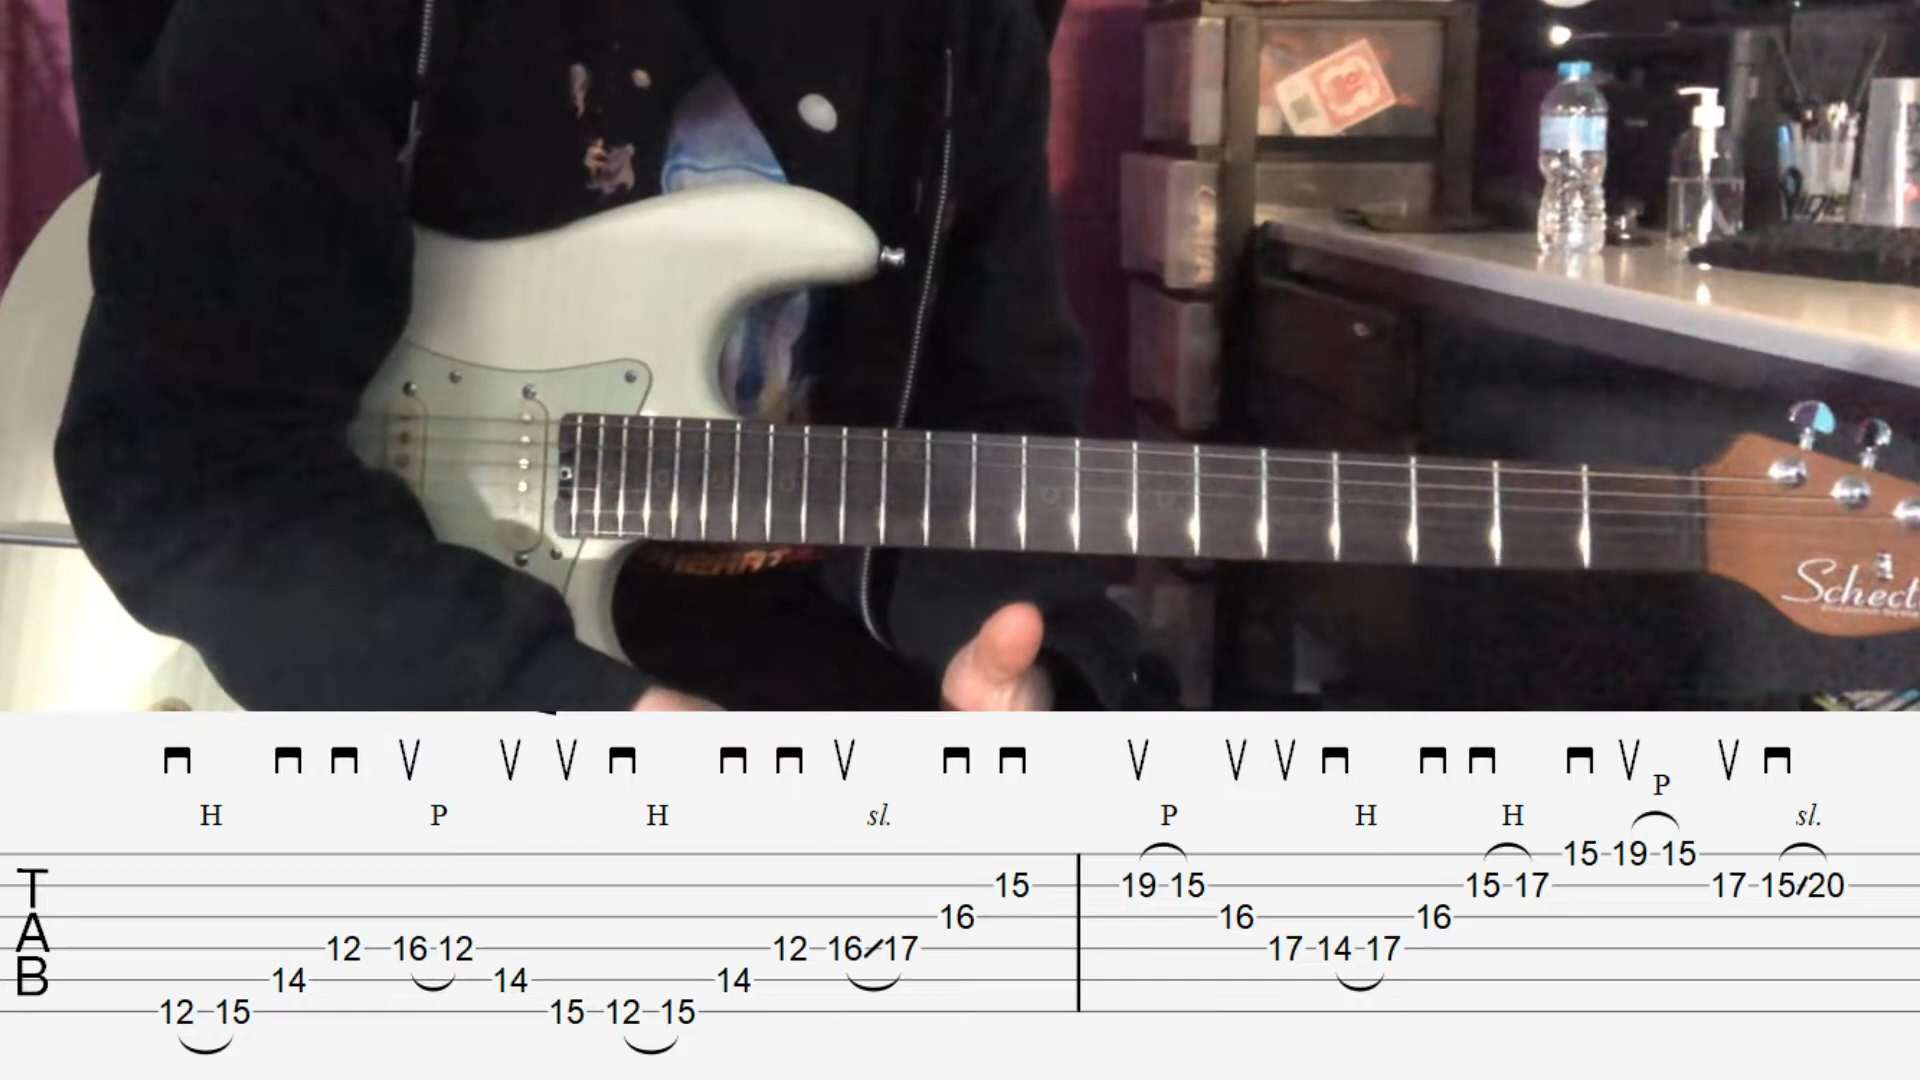 Schect
H P H sl. P H H P sl.
15 19 15
T 15 19 15 15 17 17 15/20
A 16 16 16
12 16 12 12 16/17 17 14 17
B 14 14 14
12 15 15 12 15